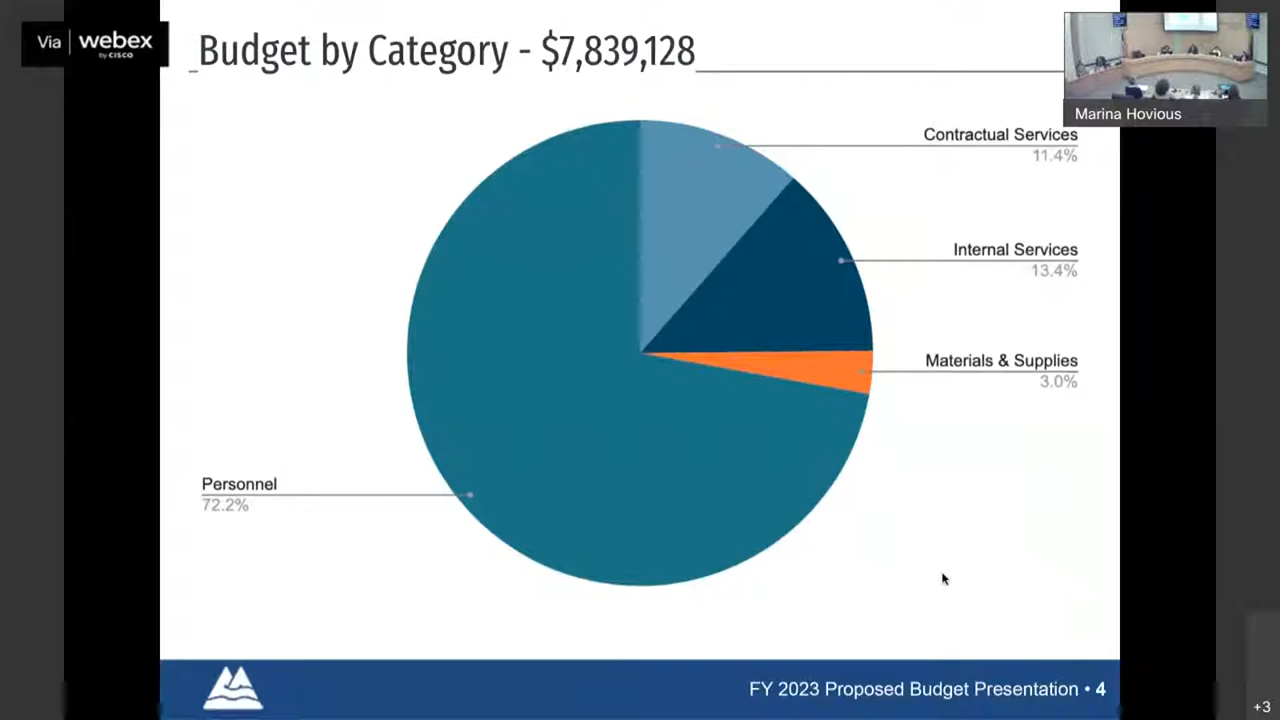 Via webex
by CISCO
Budget by Category - $7,839,128
Marina Hovious
Contractual Services
11.4%
Internal Services
13.4%
Materials & Supplies
3.0%
Personnel
72.2%
FY 2023 Proposed Budget Presentation • 4
+3